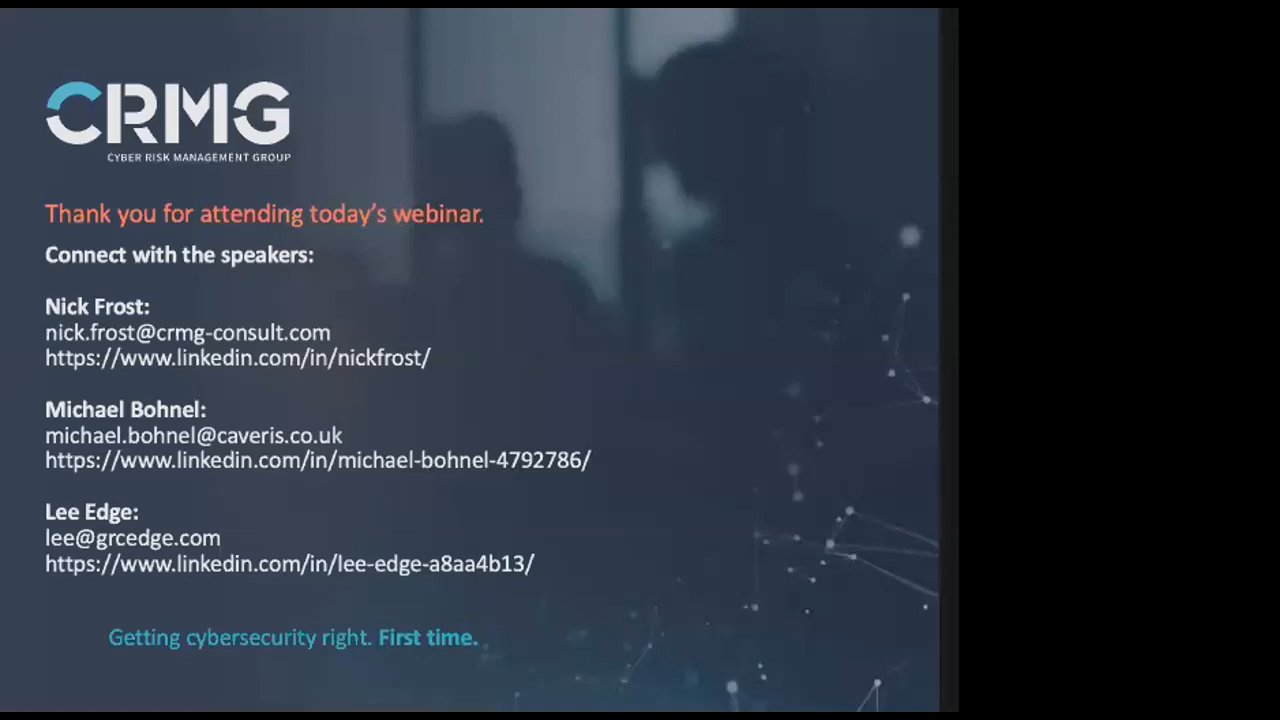 CRMG
CYBER RISK MANAGEMENT GROUP
Thank you for attending today's webinar.
Connect with the speakers:
Nick Frost:
nick.frost@crmg-consult.com
https://www.linkedin.com/in/nickfrost/
Michael Bohnel:
michael.bohnel@caveris.co.uk
https://www.linkedin.com/in/michael-bohnel-4792786/
Lee Edge:
lee@grcedge.com
https://www.linkedin.com/in/lee-edge-a8aa4b13/
Getting cybersecurity right. First time.